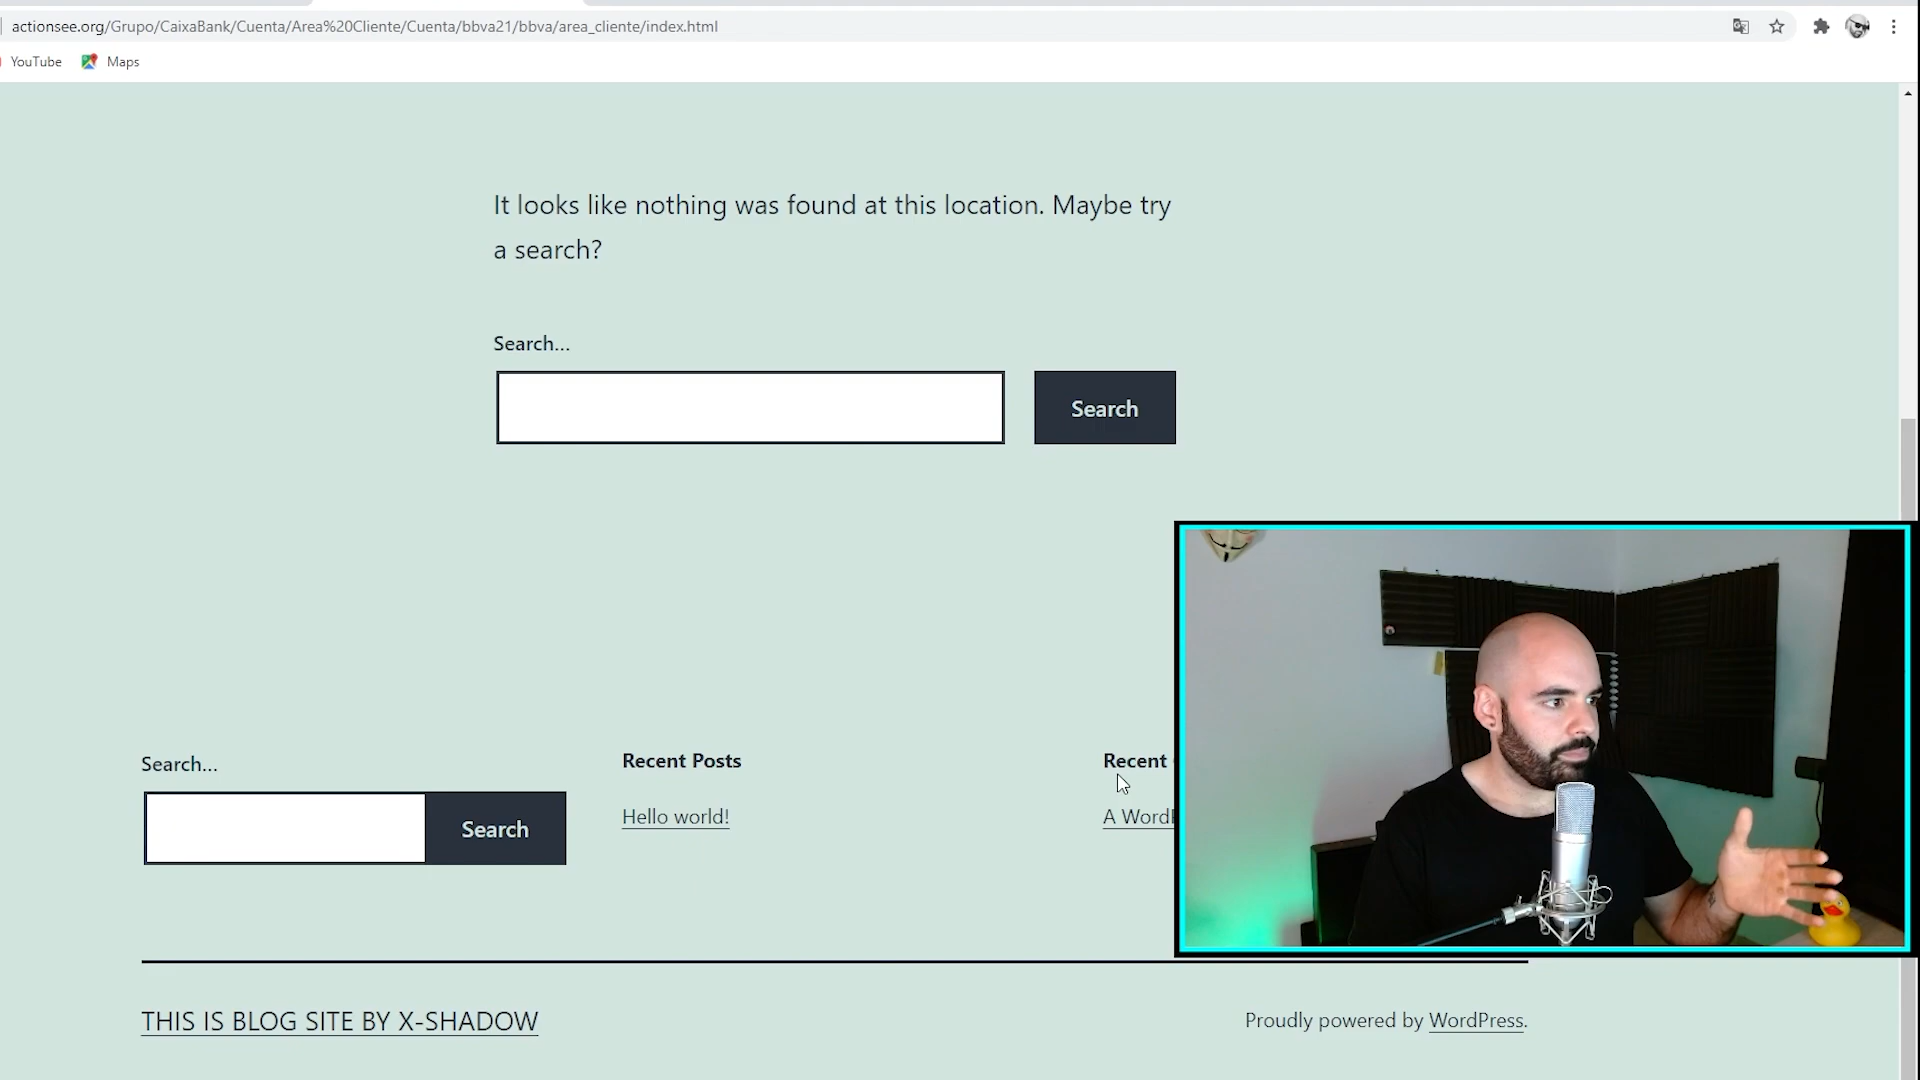 actionsee.org/Grupo/CaixaBank/Cuenta/Area%20Cliente/Cuenta/bbva21/bbva/area_cliente/index.html
YouTube
Maps
It looks like nothing was found at this location. Maybe try
a search?
Search...
Search
Search...
Search
Recent Posts
Hello world!
Recent
A
THIS IS BLOG SITE BY X-SHADOW
Proudly powered by WordPress.